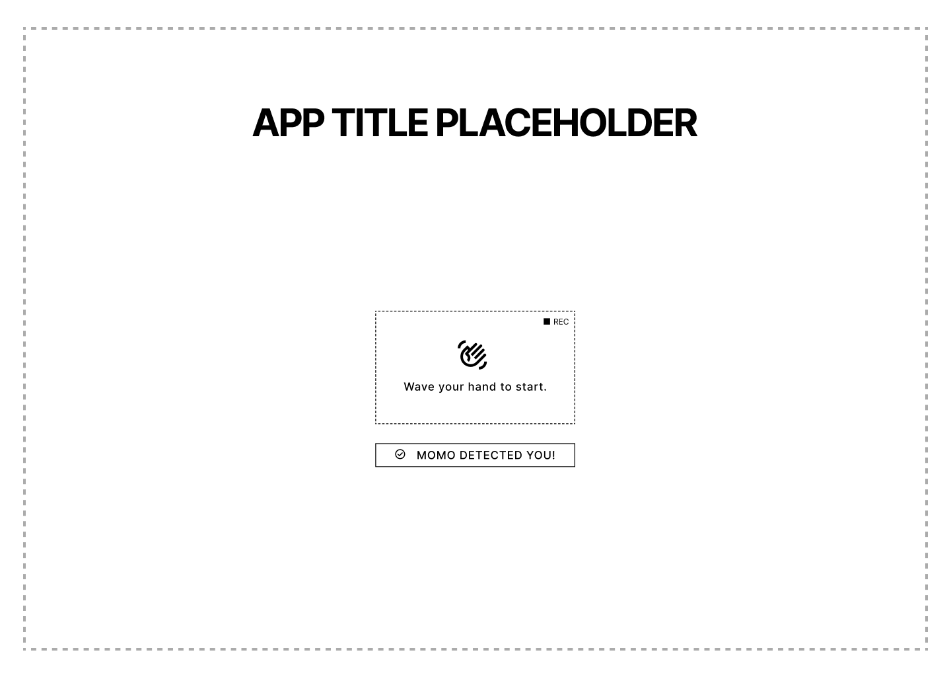 APP TITLE PLACEHOLDER
REC
Wave your hand to start.
MOMO DETECTED YOU!